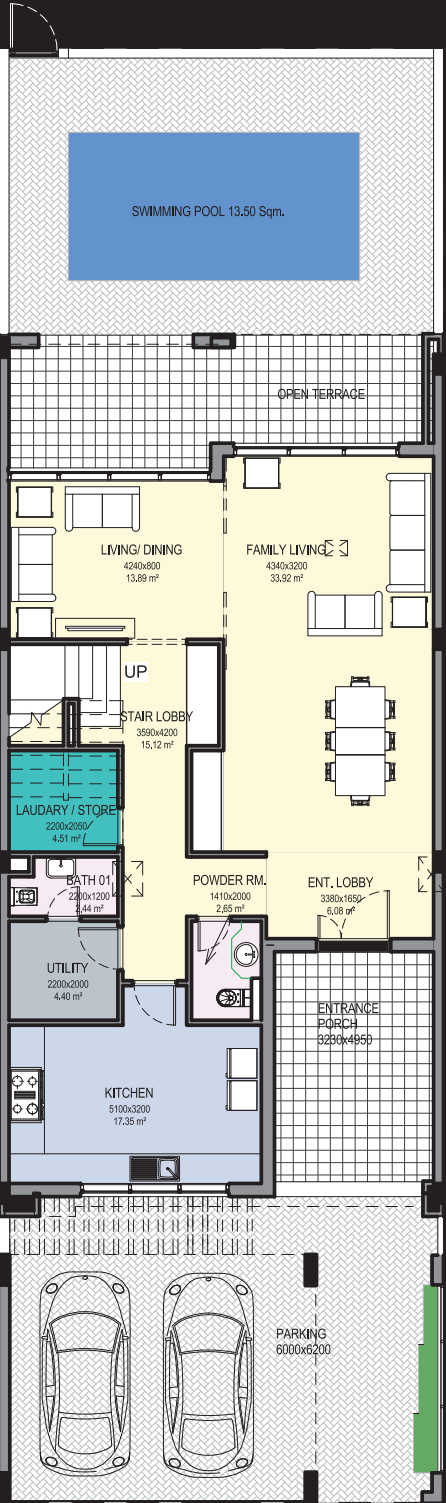 SWIMMING POOL 13.50 Sqm.
OPEN TERRACE
LIVING/ DINING
4240x800
13.89 m²
FAMILY LIVING
4340x3200
33.92 m²
UP
STAIR LOBBY
3590x4200
15,12 m²
LAUDARY / STORE
2200x2050
4.51 m²
BATH 01
2200x1200
2,44 m²
POWDER RM.
1410x2000
2,65 m²
ENT. LOBBY
3380x1650
6,08 m²
UTILITY
2200x2000
4.40 m²
ENTRANCE
PORCH
3230x4950
KITCHEN
5100x3200
17.35 m²
PARKING
6000x6200